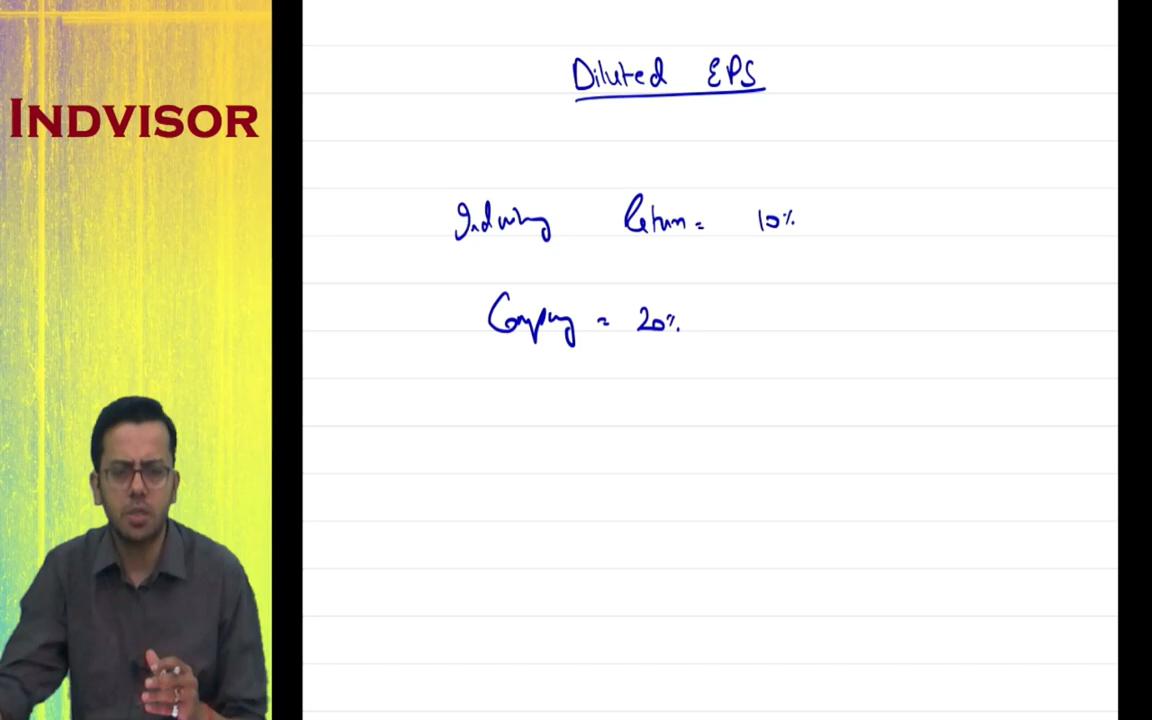 INDVISOR
Diluted EPS
Industry Return = 10%
Company = 20%